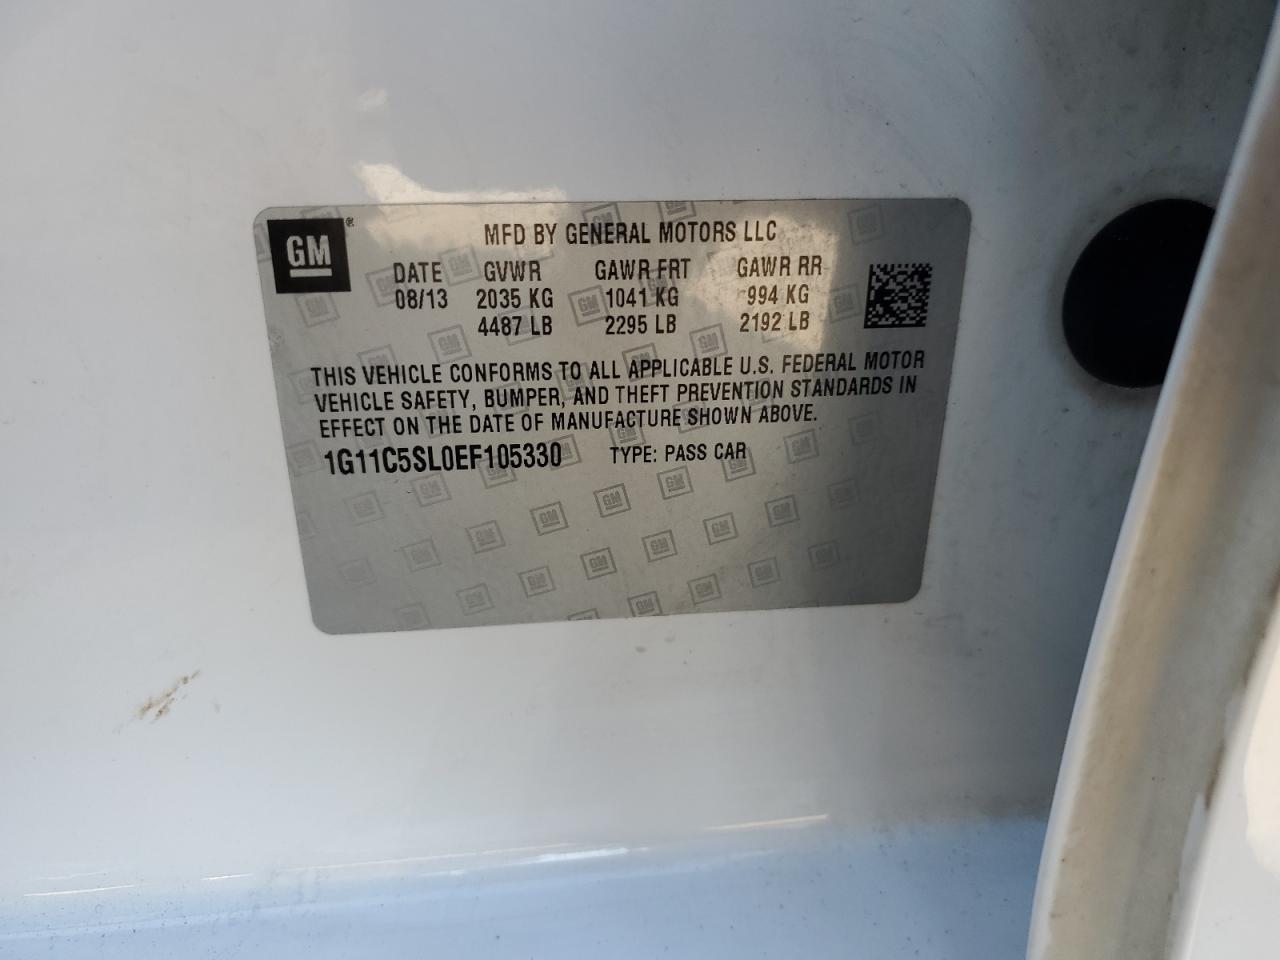 GM®
MFD BY GENERAL MOTORS LLC
DATE GVWR GAWR FRT GAWR RR
08/13 2035 KG 1041 KG 994 KG
4487 LB 2295 LB 2192 LB
THIS VEHICLE CONFORMS TO ALL APPLICABLE U.S. FEDERAL MOTOR
VEHICLE SAFETY, BUMPER, AND THEFT PREVENTION STANDARDS IN
EFFECT ON THE DATE OF MANUFACTURE SHOWN ABOVE.
1G11C5SL0EF105330 TYPE: PASS CAR